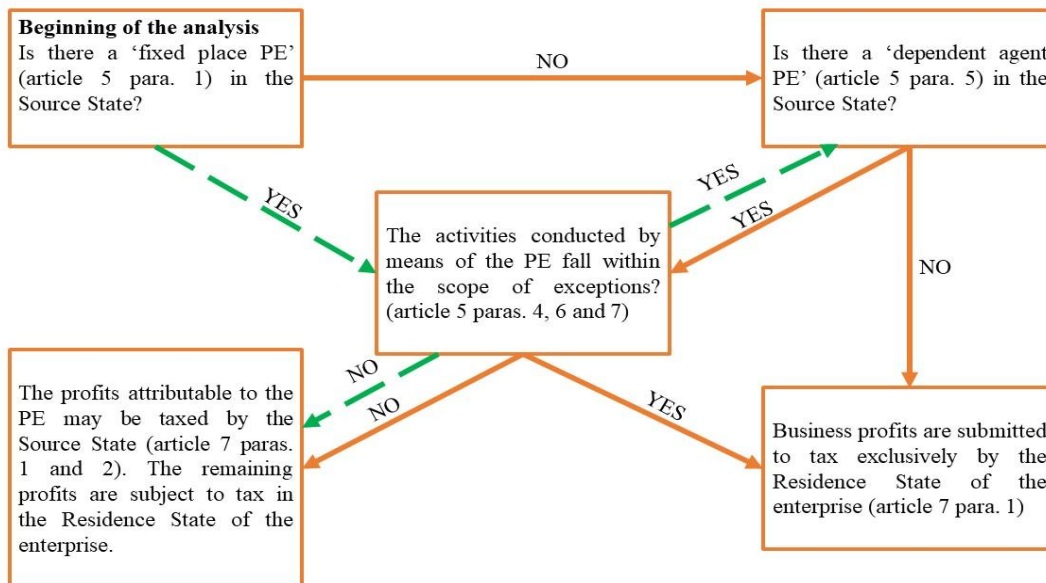 Beginning of the analysis
Is there a ‘fixed place PE’
(article 5 para. 1) in the
Source State?
NO
Is there a ‘dependent agent
PE’ (article 5 para. 5) in the
Source State?
YES
YES
YES
The activities conducted by
means of the PE fall within
the scope of exceptions?
(article 5 paras. 4, 6 and 7)
NO
NO
NO
YES
The profits attributable to the
PE may be taxed by the
Source State (article 7 paras.
1 and 2). The remaining
profits are subject to tax in
the Residence State of the
enterprise.
Business profits are submitted
to tax exclusively by the
Residence State of the
enterprise (article 7 para. 1)